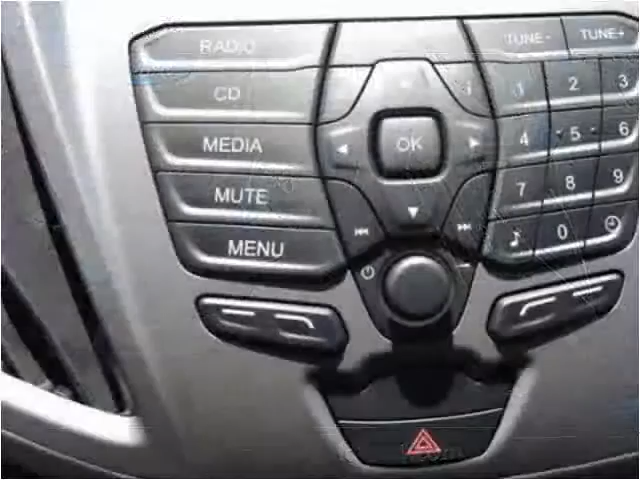 RADIO
TUNE- TUNE+
CD
1 2 3
MEDIA
OK
4 5 6
MUTE
7 8 9
MENU
0